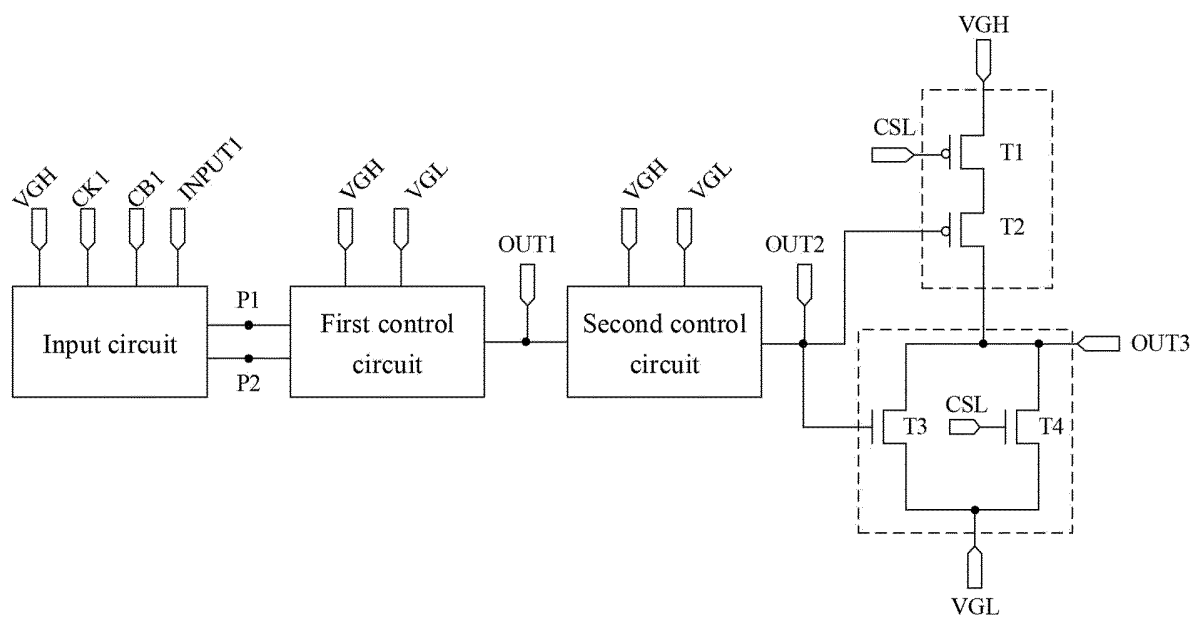 VGH
CSL
T1
T2
VGH
CK1
CB1
INPUT1
VGH
VGL
OUT1
VGH
VGL
OUT2
Input circuit
P1
P2
First control
circuit
Second control
circuit
OUT3
T3
CSL
T4
VGL